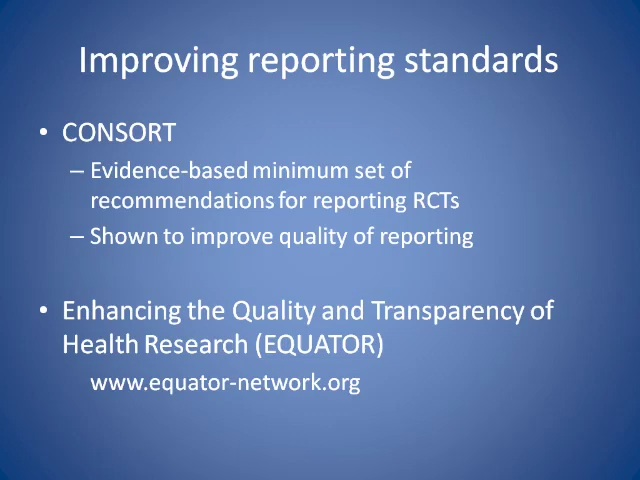 Improving reporting standards
• CONSORT
– Evidence-based minimum set of
recommendations for reporting RCTs
– Shown to improve quality of reporting
• Enhancing the Quality and Transparency of
Health Research (EQUATOR)
www.equator-network.org